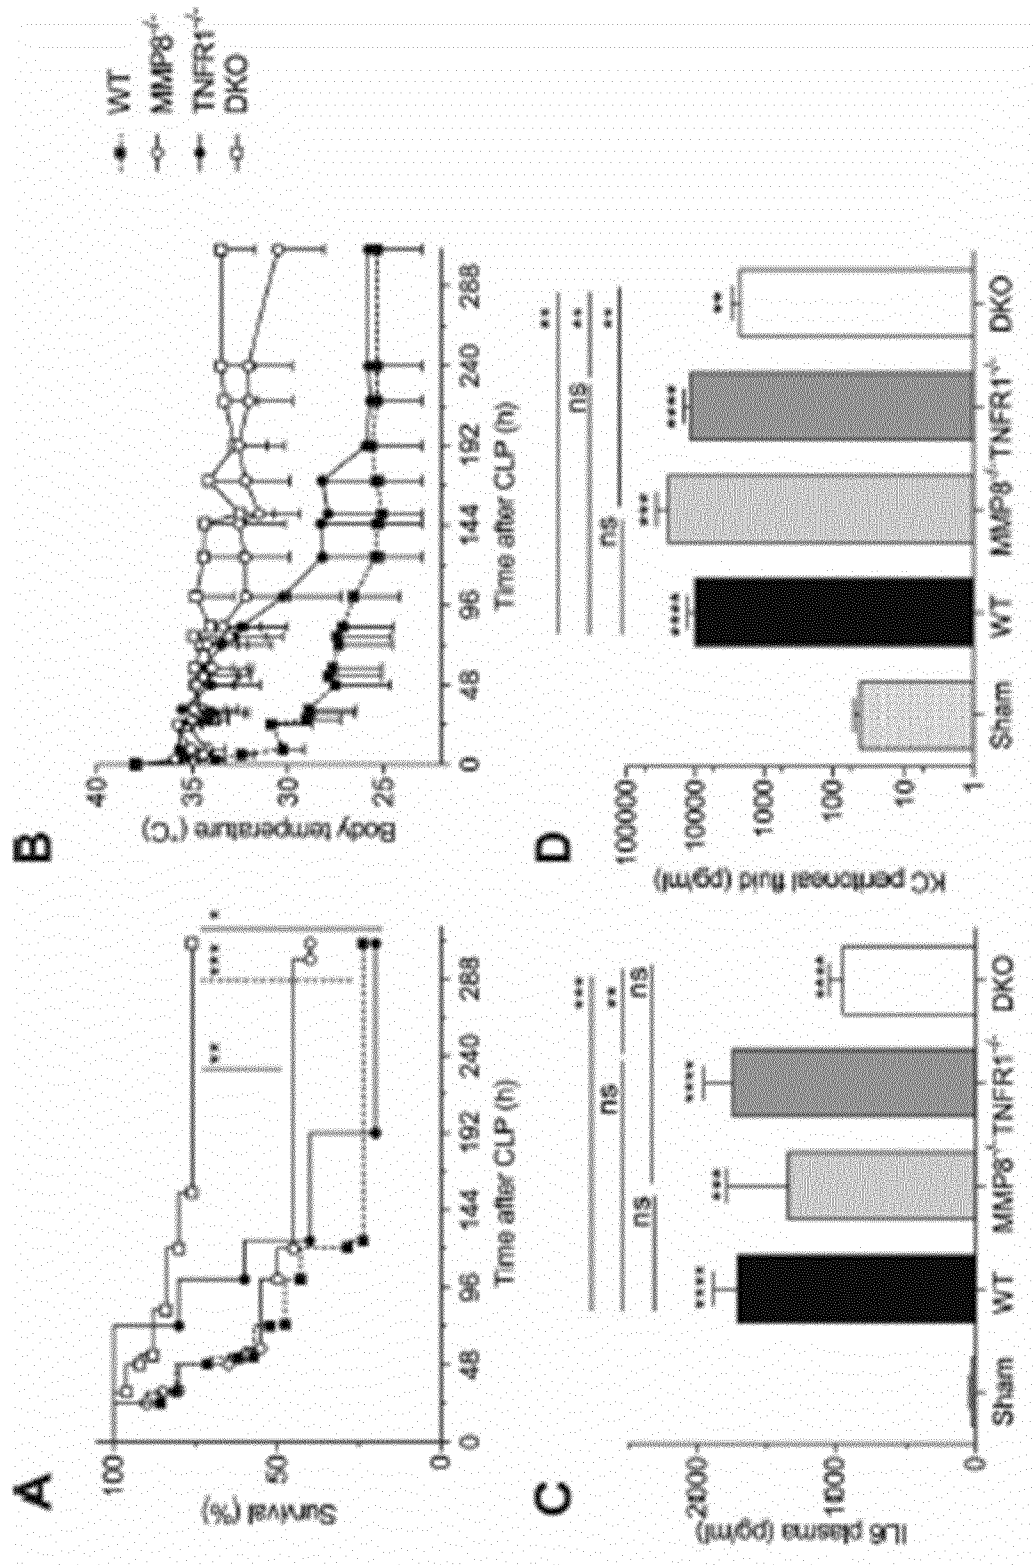 A
Survival (%)
100
50
0
0 48 96 144 192 240 288
Time after CLP (h)
** *** *
B
Body temperature (°C)
40
35
30
25
0 48 96 144 192 240 288
Time after CLP (h)
WT
MMP8-/-
TNFR1-/-
DKO
C
IL6 plasma (pg/ml)
2000
1000
0
***
ns **
ns ns
**** *** **** ****
Sham WT MMP8-/- TNFR1-/- DKO
D
KC peritoneal fluid (pg/ml)
100000
10000
1000
100
10
1
**
ns **
ns **
**** *** **** **
Sham WT MMP8-/- TNFR1-/- DKO